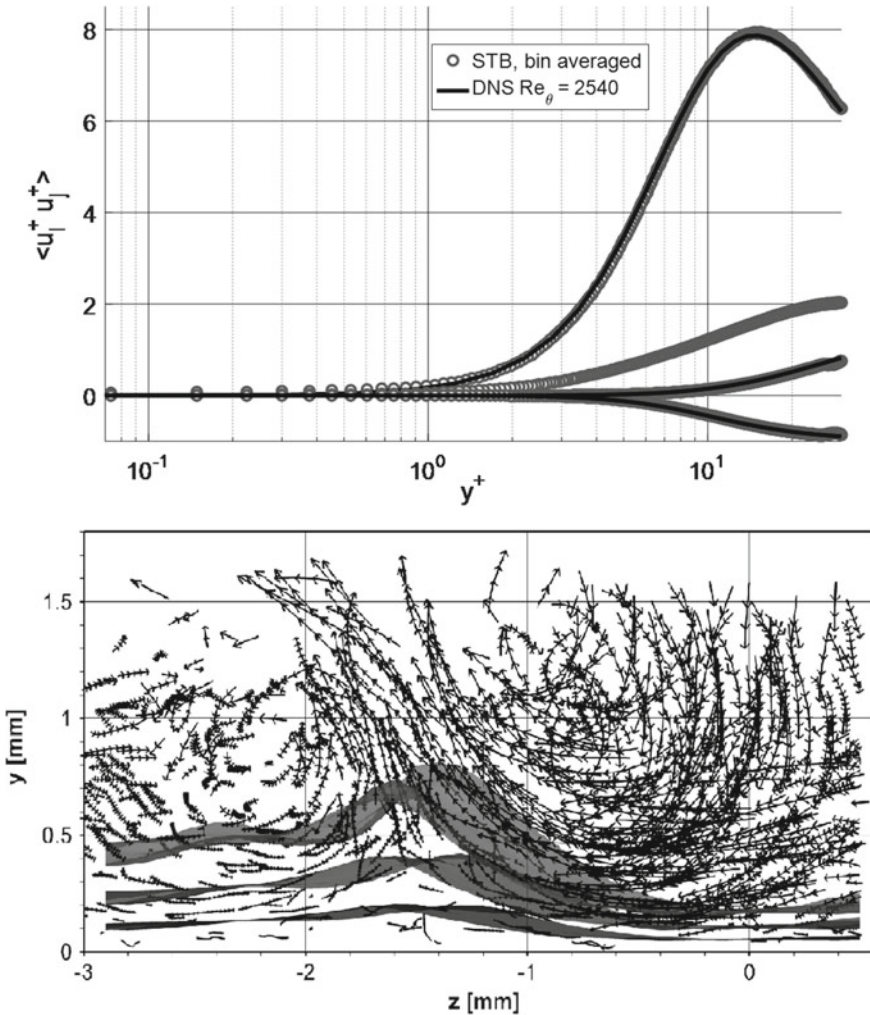 8
6
4
2
0
<u_i^+ u_j^+>
STB, bin averaged
DNS Re_θ = 2540
10^-1
10^0
10^1
y^+
1.5
1
0.5
0
y [mm]
-3
-2
-1
0
z [mm]